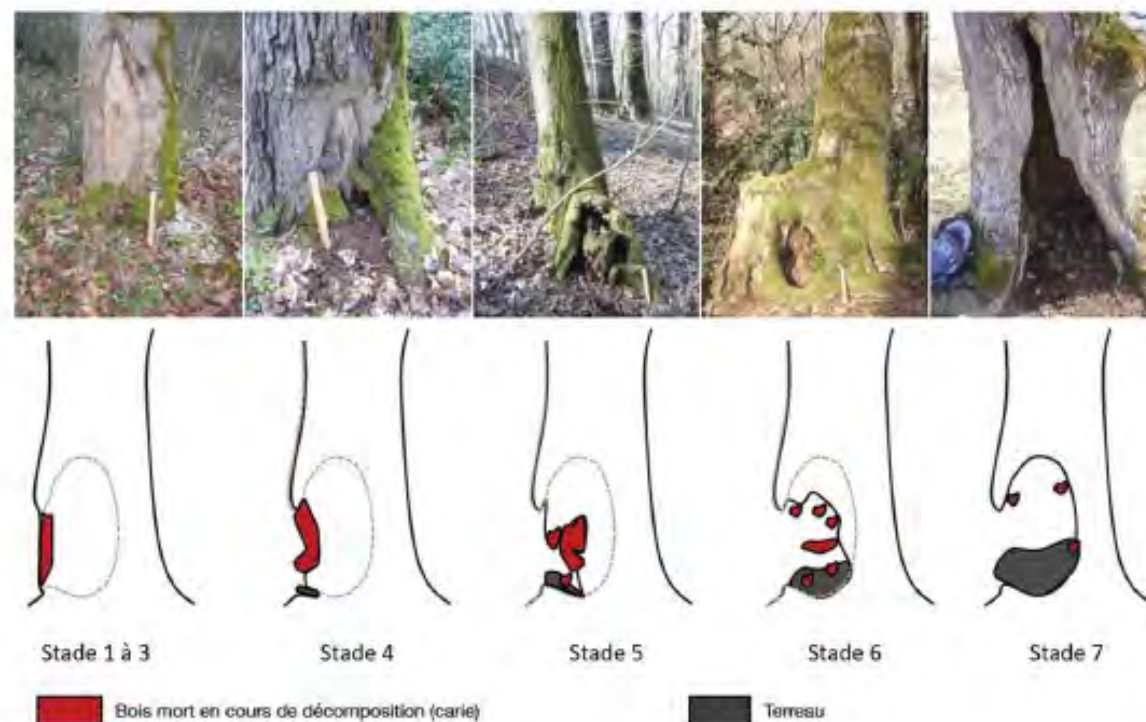 Stade 1 à 3
Stade 4
Stade 5
Stade 6
Stade 7
Bois mort en cours de décomposition (carie)
Terreau